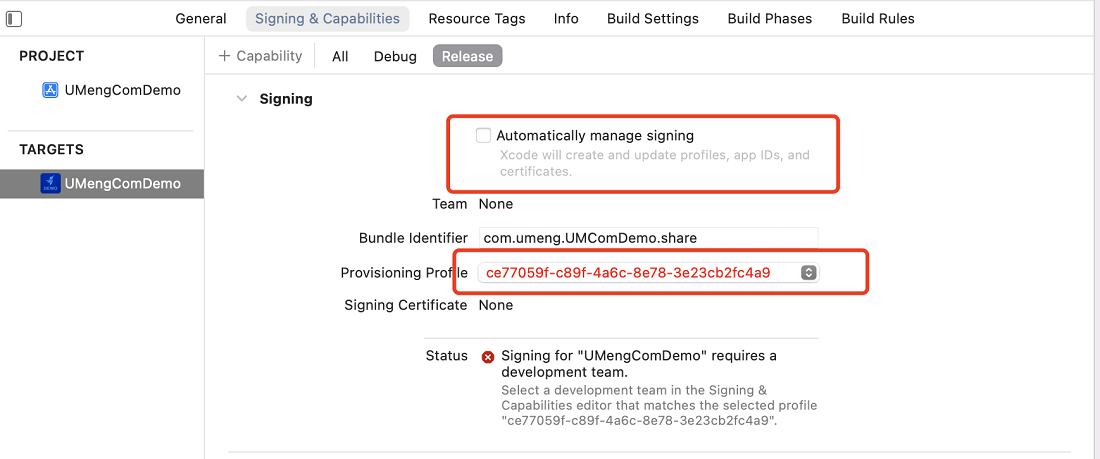 General Signing & Capabilities Resource Tags Info Build Settings Build Phases Build Rules
PROJECT
UMengComDemo
TARGETS
DEMO
UMengComDemo
+ Capability All Debug Release
Signing
Automatically manage signing
Xcode will create and update profiles, app IDs, and
certificates.
Team None
Bundle Identifier com.umeng.UMComDemo.share
Provisioning Profile ce77059f-c89f-4a6c-8e78-3e23cb2fc4a9
Signing Certificate None
Status Signing for "UMengComDemo" requires a
development team.
Select a development team in the Signing &
Capabilities editor that matches the selected profile
"ce77059f-c89f-4a6c-8e78-3e23cb2fc4a9".